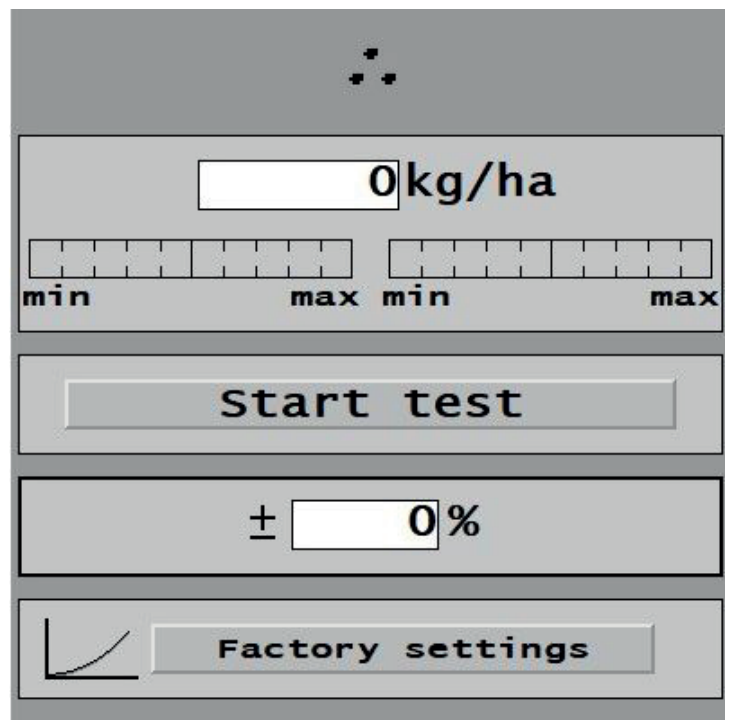 0kg/ha
min max min max
Start test
± 0%
Factory settings